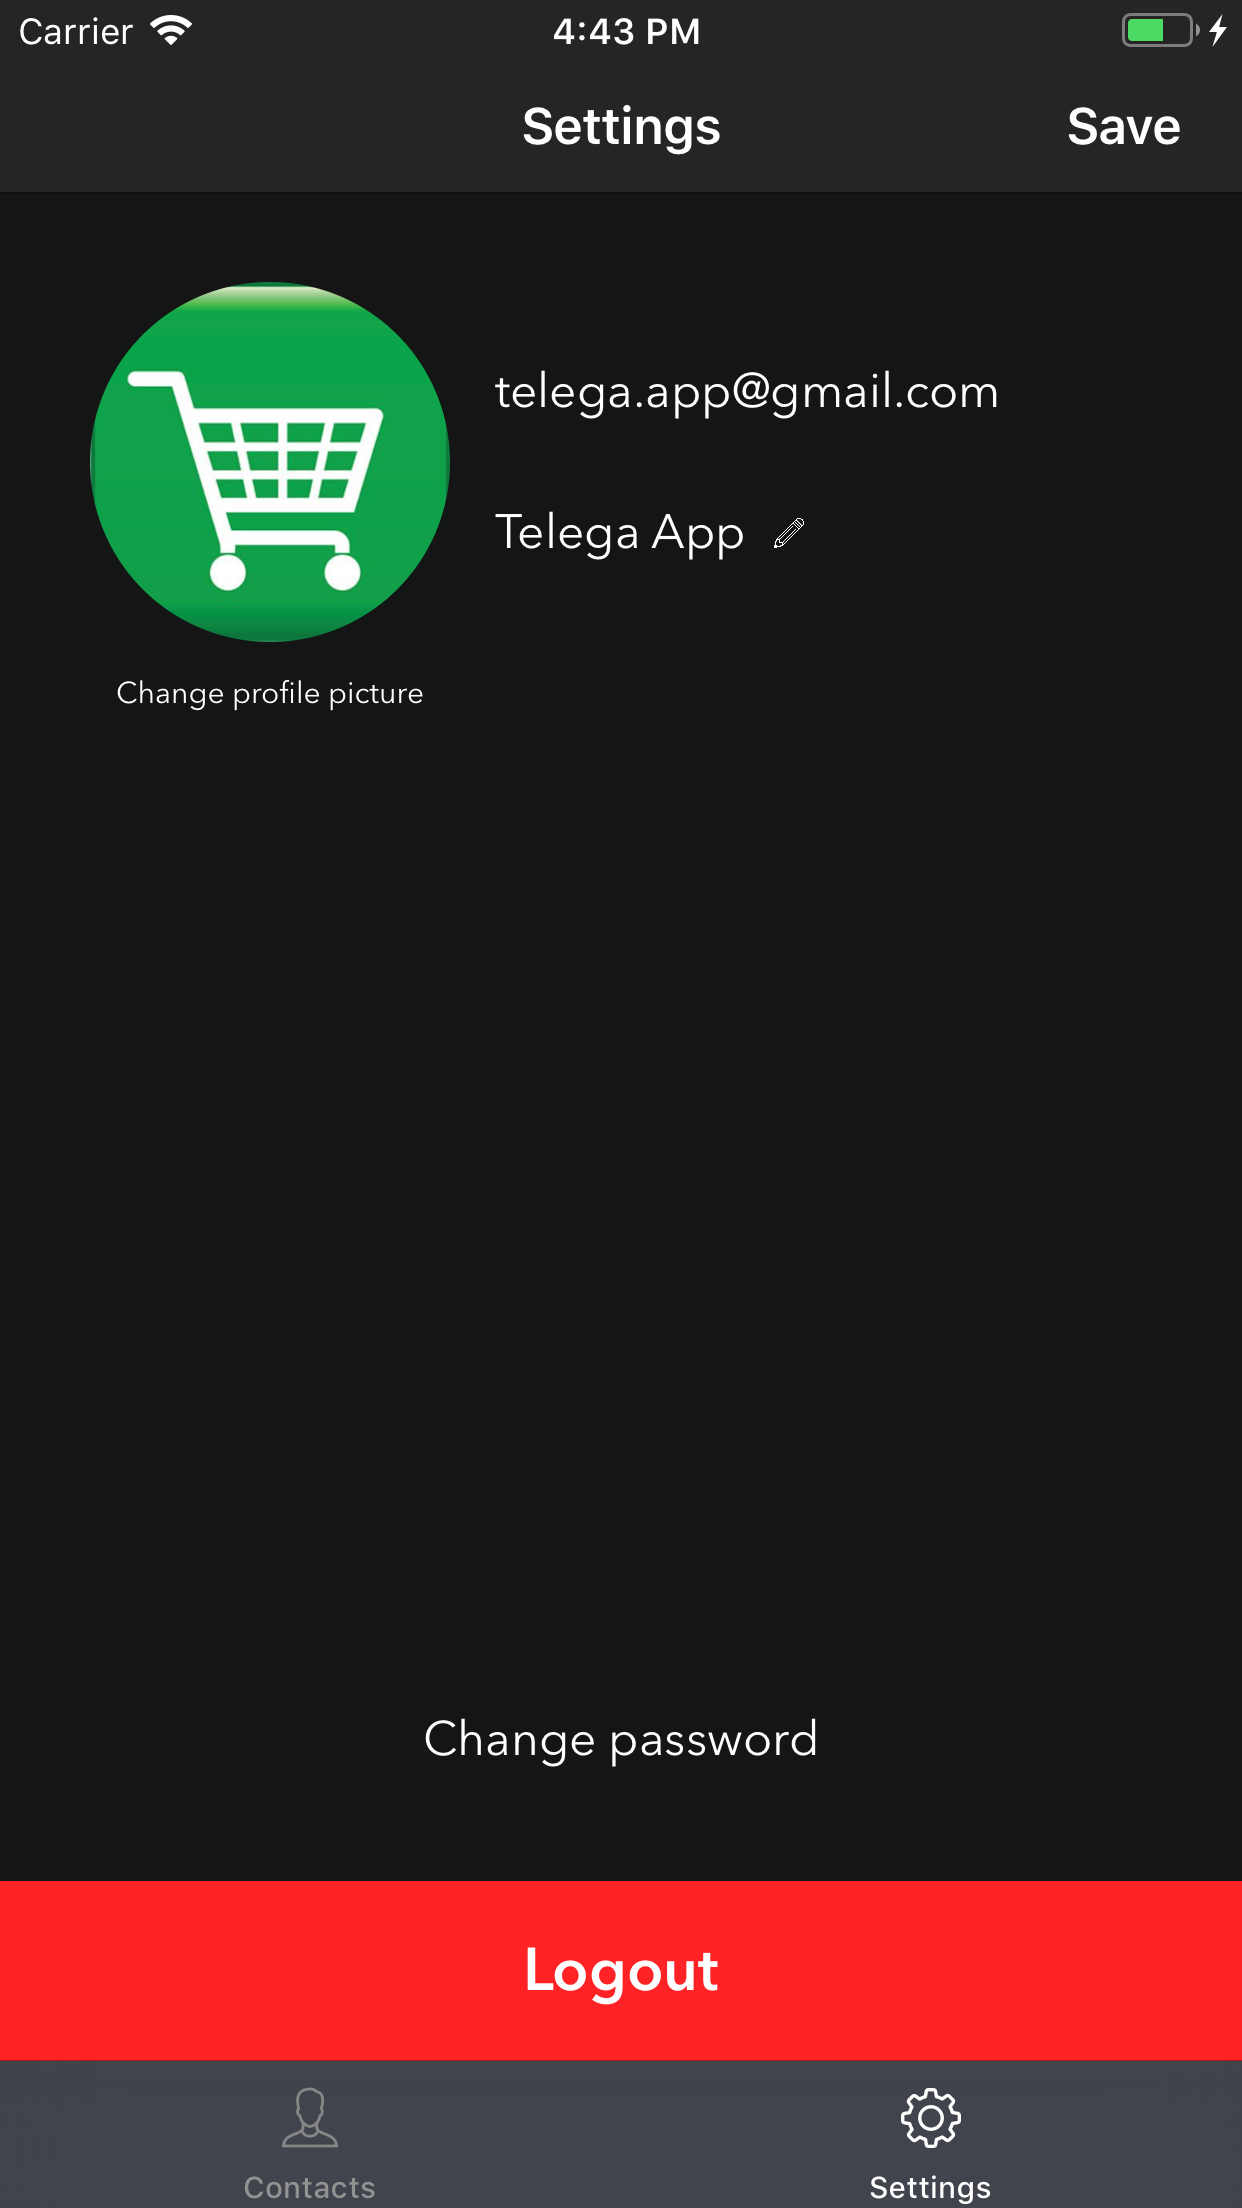 Carrier 4:43 PM
Settings Save
telega.app@gmail.com
Telega App
Change profile picture
Change password
Logout
Contacts Settings